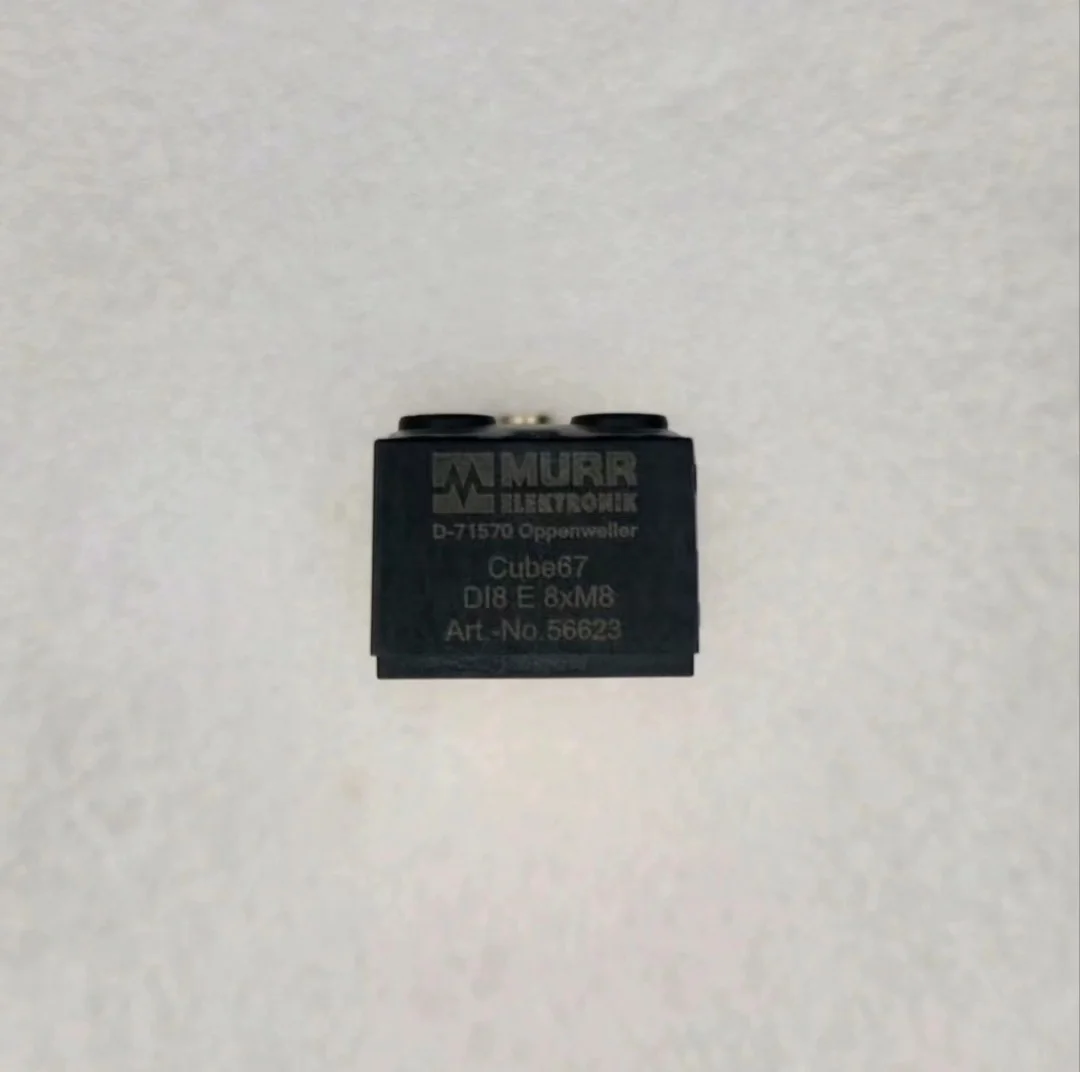 MURR
ELEKTRONIK
D-71570 Oppenweiler
Cube67
DI8 E 8xM8
Art.-No.56623